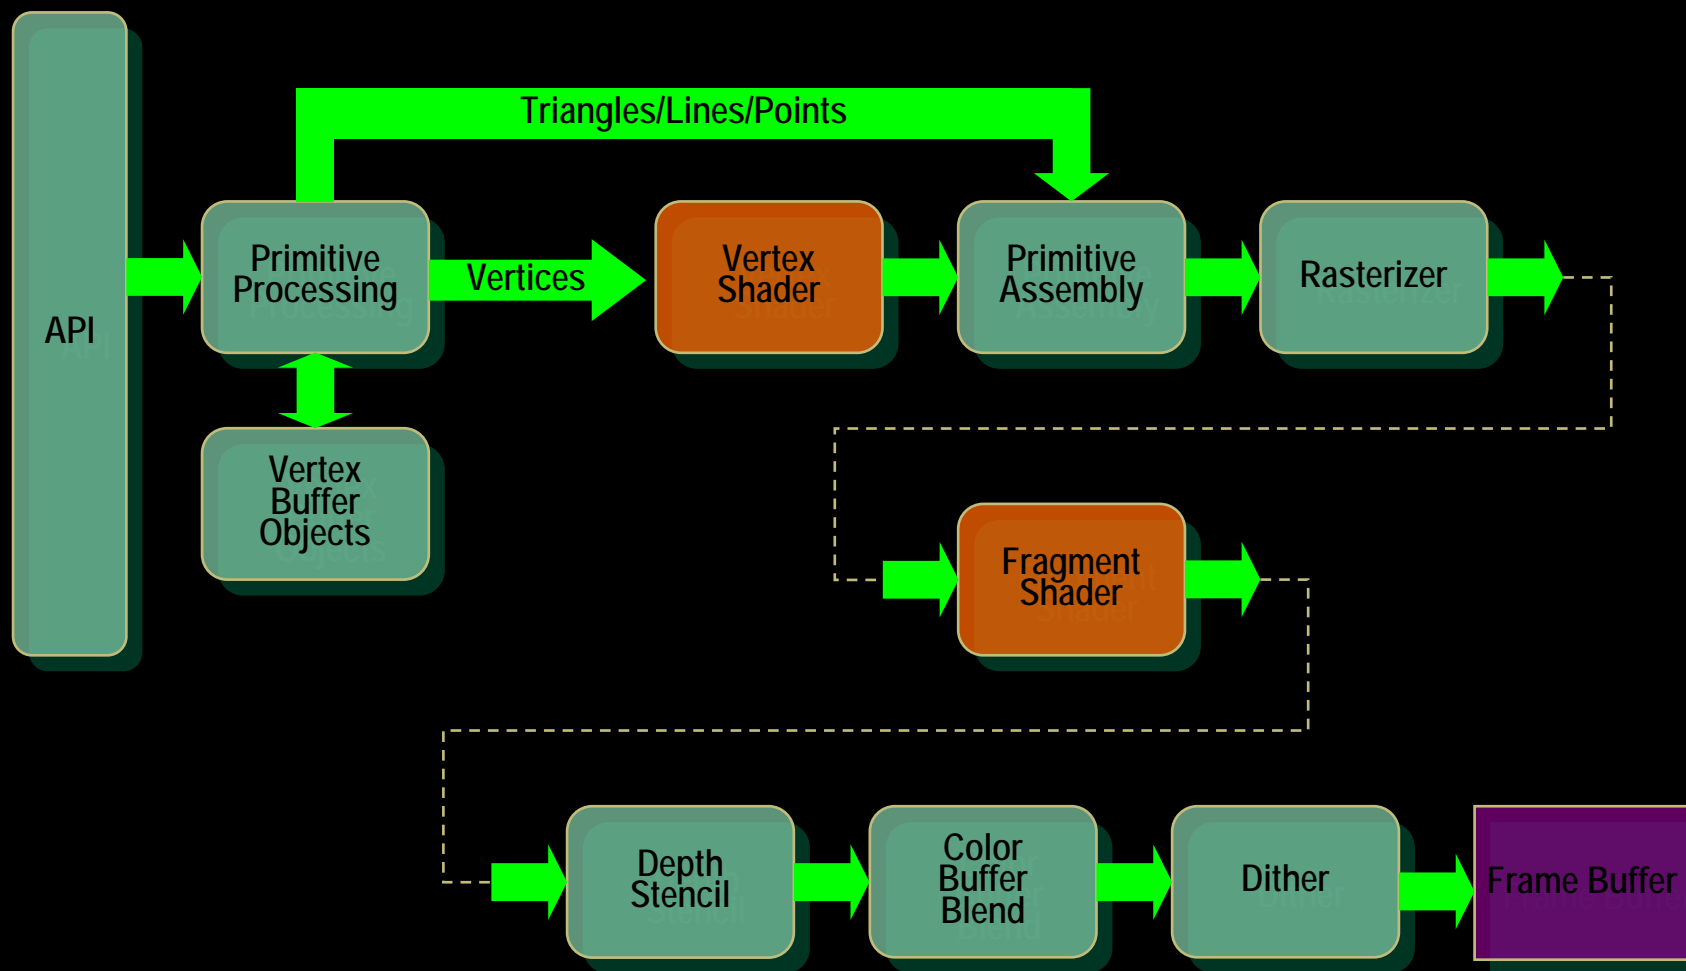 Triangles/Lines/Points
API
Primitive
Processing
Vertices
Vertex
Shader
Primitive
Assembly
Rasterizer
Vertex
Buffer
Objects
Fragment
Shader
Depth
Stencil
Color
Buffer
Blend
Dither
Frame Buffer